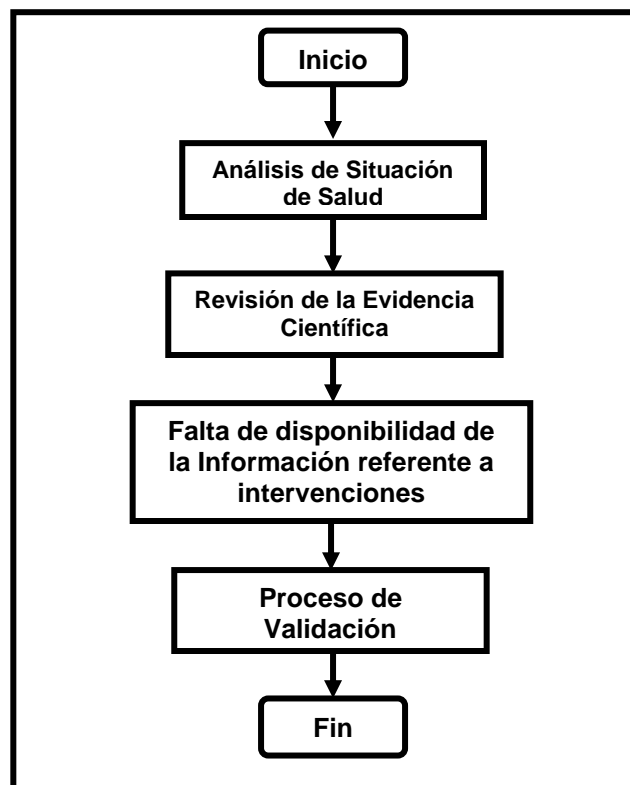 Inicio
Análisis de Situación
de Salud
Revisión de la Evidencia
Científica
Falta de disponibilidad de
la Información referente a
intervenciones
Proceso de
Validación
Fin